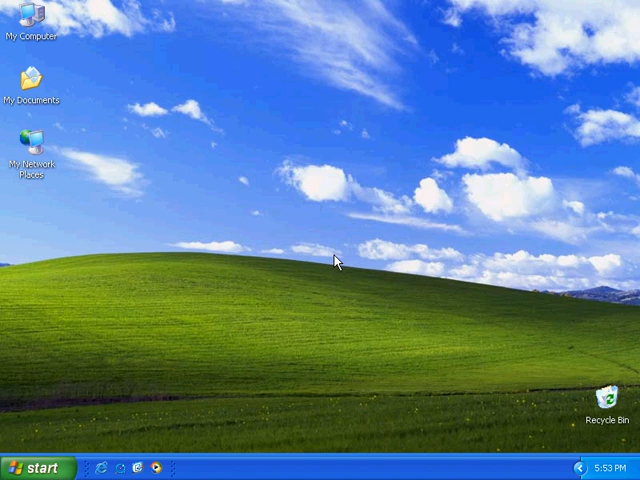 My Computer
My Documents
My Network
Places
Recycle Bin
start
5:53 PM